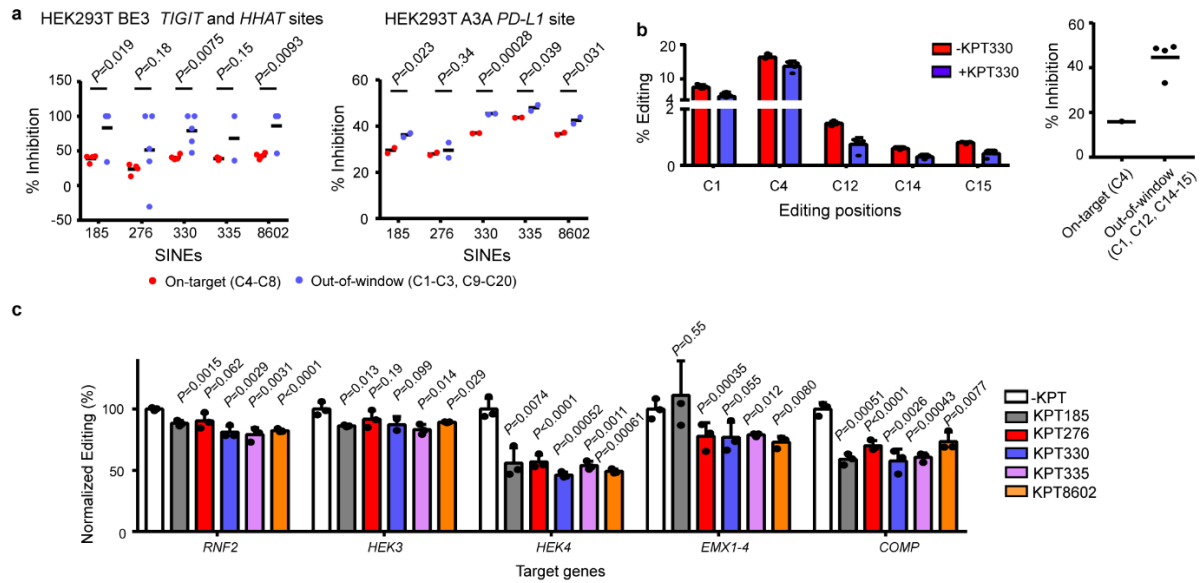 a
HEK293T BE3 TIGIT and HHAT sites
P=0.019
P=0.18
P=0.0075
P=0.15
P=0.0093
% Inhibition
150
100
50
0
-50
185 276 330 335 8602
SINEs
HEK293T A3A PD-L1 site
P=0.023
P=0.34
P=0.00028
P=0.039
P=0.031
% Inhibition
60
40
20
0
185 276 330 335 8602
SINEs
On-target (C4-C8) Out-of-window (C1-C3, C9-C20)
b
% Editing
20
10
4
2
0
-KPT330
+KPT330
C1 C4 C12 C14 C15
Editing positions
% Inhibition
60
40
20
0
On-target (C4)
Out-of-window
(C1, C12, C14-15)
c
Normalized Editing (%)
100
50
0
P=0.0015
P=0.062
P=0.0029
P=0.0031
P<0.0001
P=0.013
P=0.19
P=0.099
P=0.014
P=0.029
P=0.0074
P<0.0001
P=0.00052
P=0.0011
P=0.00061
P=0.55
P=0.00035
P=0.055
P=0.012
P=0.0080
P=0.00051
P<0.0001
P=0.0026
P=0.00043
P=0.0077
-KPT
KPT185
KPT276
KPT330
KPT335
KPT8602
RNF2 HEK3 HEK4 EMX1-4 COMP
Target genes